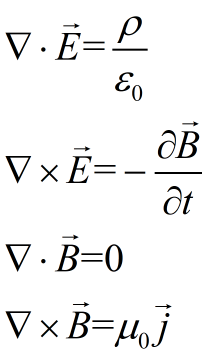 ∇ · E⃗ = ρ/ε₀
∇ × E⃗ = − ∂B⃗/∂t
∇ · B⃗ = 0
∇ × B⃗ = μ₀ j⃗